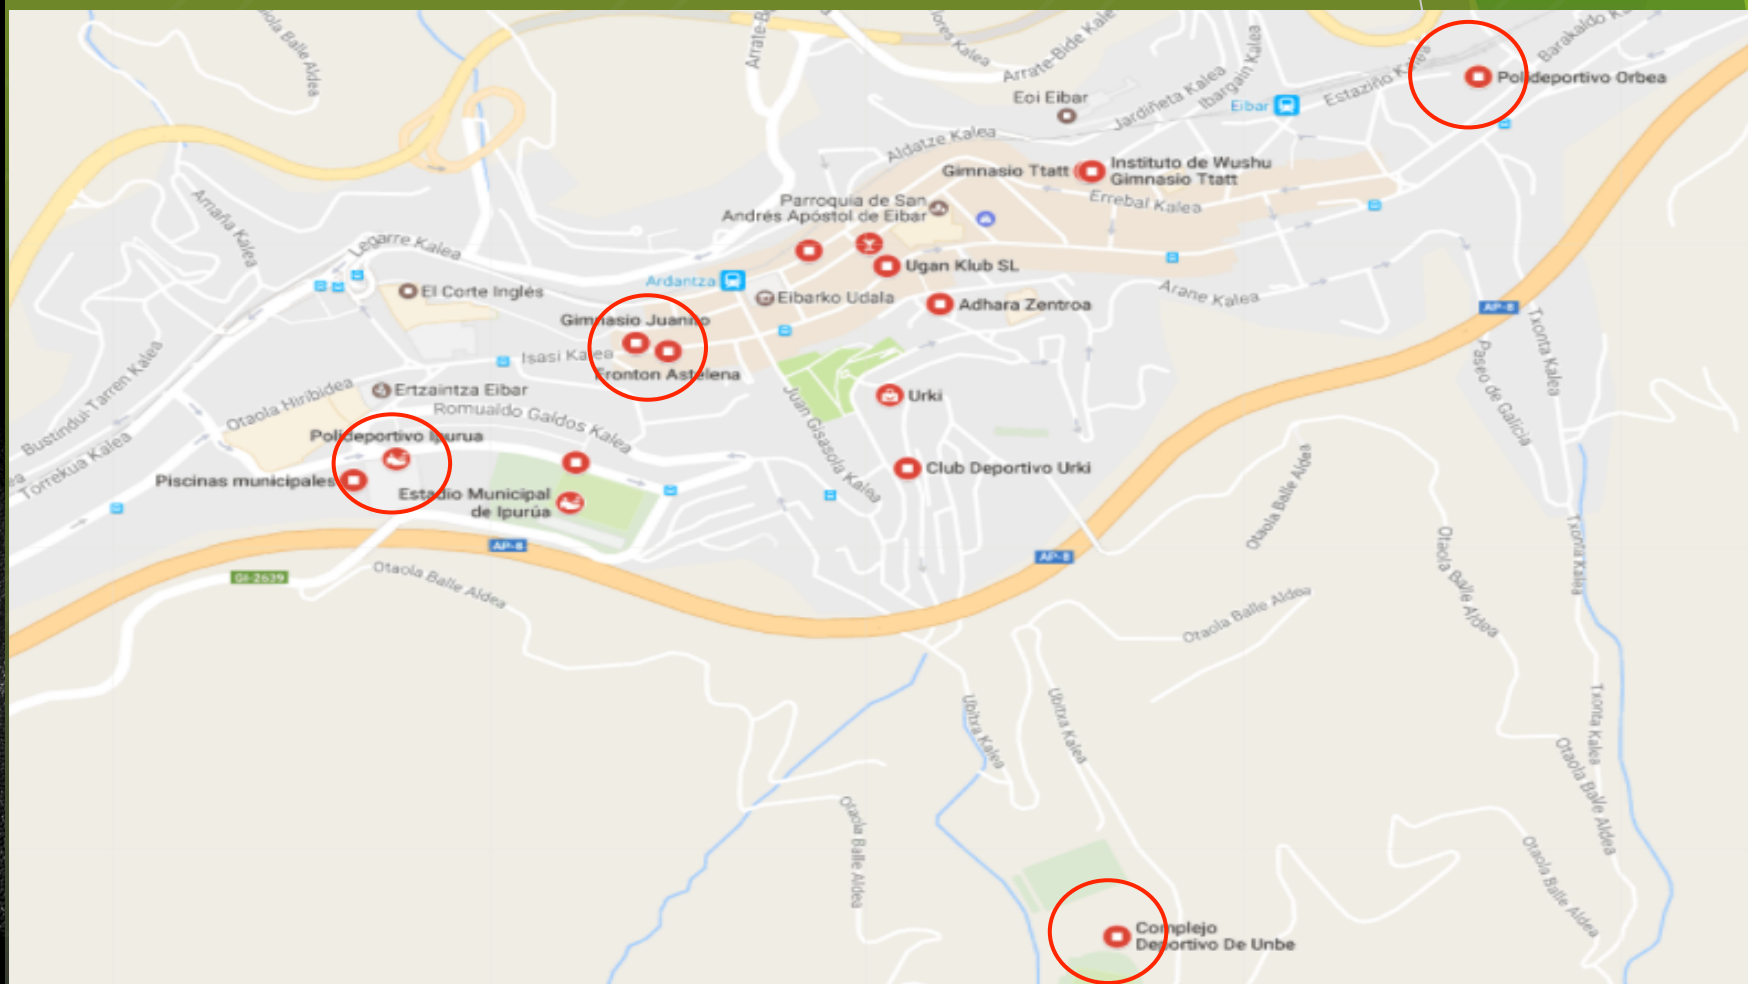 Arrate-Bide Kalea
Barakaldo K
Estaziño Kalea
Polideportivo Orbea
Eoi Eibar
Jardiñeta Kalea
Ibargain Kalea
Eibar
Aldatze Kalea
Gimnasio Ttatt
Instituto de Wushu
Gimnasio Ttatt
Errebal Kalea
Parroquia de San
Andrés Apóstol de Eibar
Amaña Kalea
Legarre Kalea
Ugan Klub SL
Ardantza
El Corte Inglés
Eibarko Udala
Adhara Zentroa
Arane Kalea
AP-8
Txonta Kalea
Gimnasio Juanito
Isasi Kalea
Fronton Astelena
Paseo de Galicia
Bustindui-Tarren Kalea
Otaola Hiribidea
Ertzaintza Eibar
Juan Gisasola Kalea
Urki
Romualdo Galdos Kalea
Polideportivo Ipurua
Torrekua Kalea
Piscinas municipales
Club Deportivo Urki
Estadio Municipal
de Ipurúa
Otaola Balle Aldea
AP-8
AP-8
Otaola Balle Aldea
Txonta Kalea
GI-2639
Otaola Balle Aldea
Otaola Balle Aldea
Ubitxa Kalea
Ubitxa Kalea
Txonta Kalea
Otaola Balle Aldea
Otaola Balle Aldea
Otaola Balle Aldea
Complejo
Deportivo De Unbe